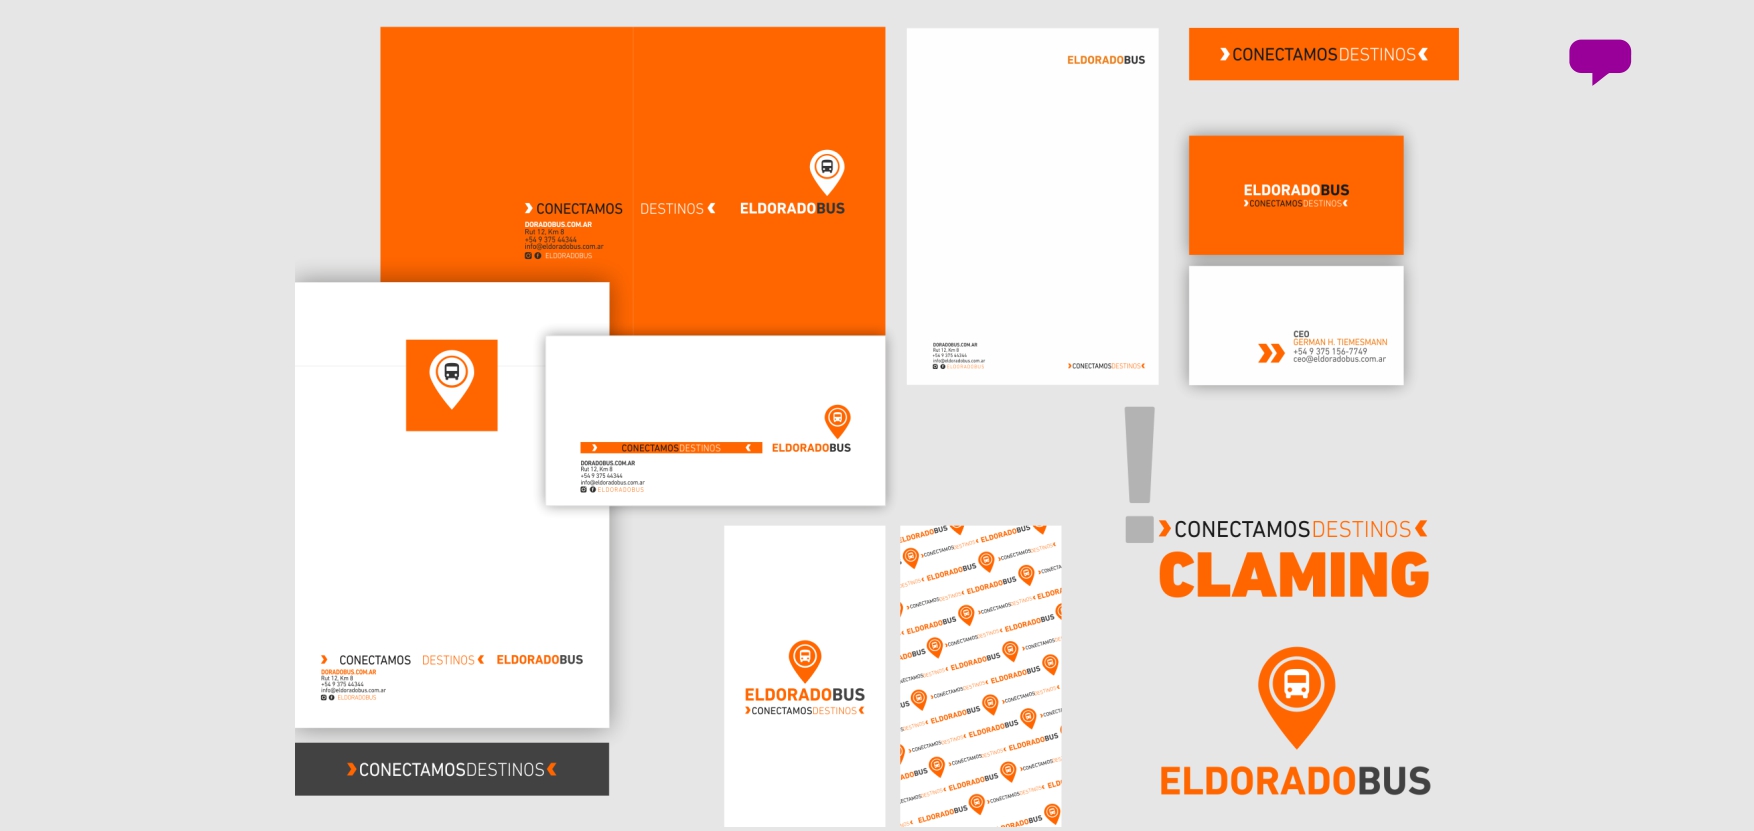 CONECTAMOS DESTINOS
DORADOBUS.COM.AR
Rut 12, Km 8
+54 9 375 44344
info@eldoradobus.com.ar
ELDORADOBUS
ELDORADOBUS
ELDORADOBUS
DORADOBUS.COM.AR
Rut 12, Km 8
+54 9 375 44344
info@eldoradobus.com.ar
ELDORADOBUS
CONECTAMOSDESTINOS
CONECTAMOSDESTINOS
ELDORADOBUS
CONECTAMOSDESTINOS
CEO
GERMAN H. TIEMESMANN
+54 9 375 156-7749
ceo@eldoradobus.com.ar
CONECTAMOSDESTINOS
ELDORADOBUS
DORADOBUS.COM.AR
Rut 12, Km 8
+54 9 375 44344
info@eldoradobus.com.ar
ELDORADOBUS
CONECTAMOS DESTINOS
ELDORADOBUS
DORADOBUS.COM.AR
Rut 12, Km 8
+54 9 375 44344
info@eldoradobus.com.ar
ELDORADOBUS
CONECTAMOSDESTINOS
ELDORADOBUS
CONECTAMOSDESTINOS
ELDORADOBUS
CONECTAMOSDESTINOS
!
CONECTAMOSDESTINOS
CLAMING
ELDORADOBUS